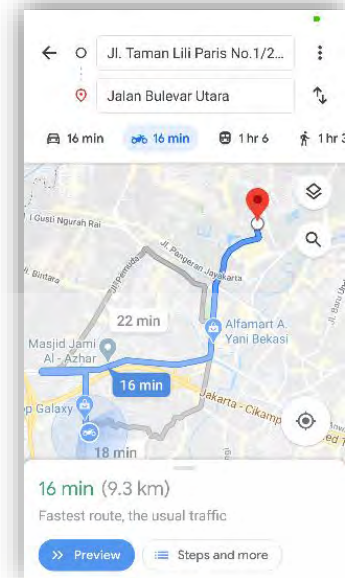 Jl. Taman Lili Paris No.1/2...
Jalan Bulevar Utara
16 min 16 min 1 hr 6 1 hr 3
I Gusti Ngurah Rai
Jl. Pangeran Jayakarta
Jl. Bintara
Jl. Pemuda
Jl. Baru
22 min
Alfamart A.
Yani Bekasi
Masjid Jami
Al - Azhar
16 min
Jakarta - Cikamp
op Galaxy
18 min
16 min (9.3 km)
Fastest route, the usual traffic
Preview
Steps and more